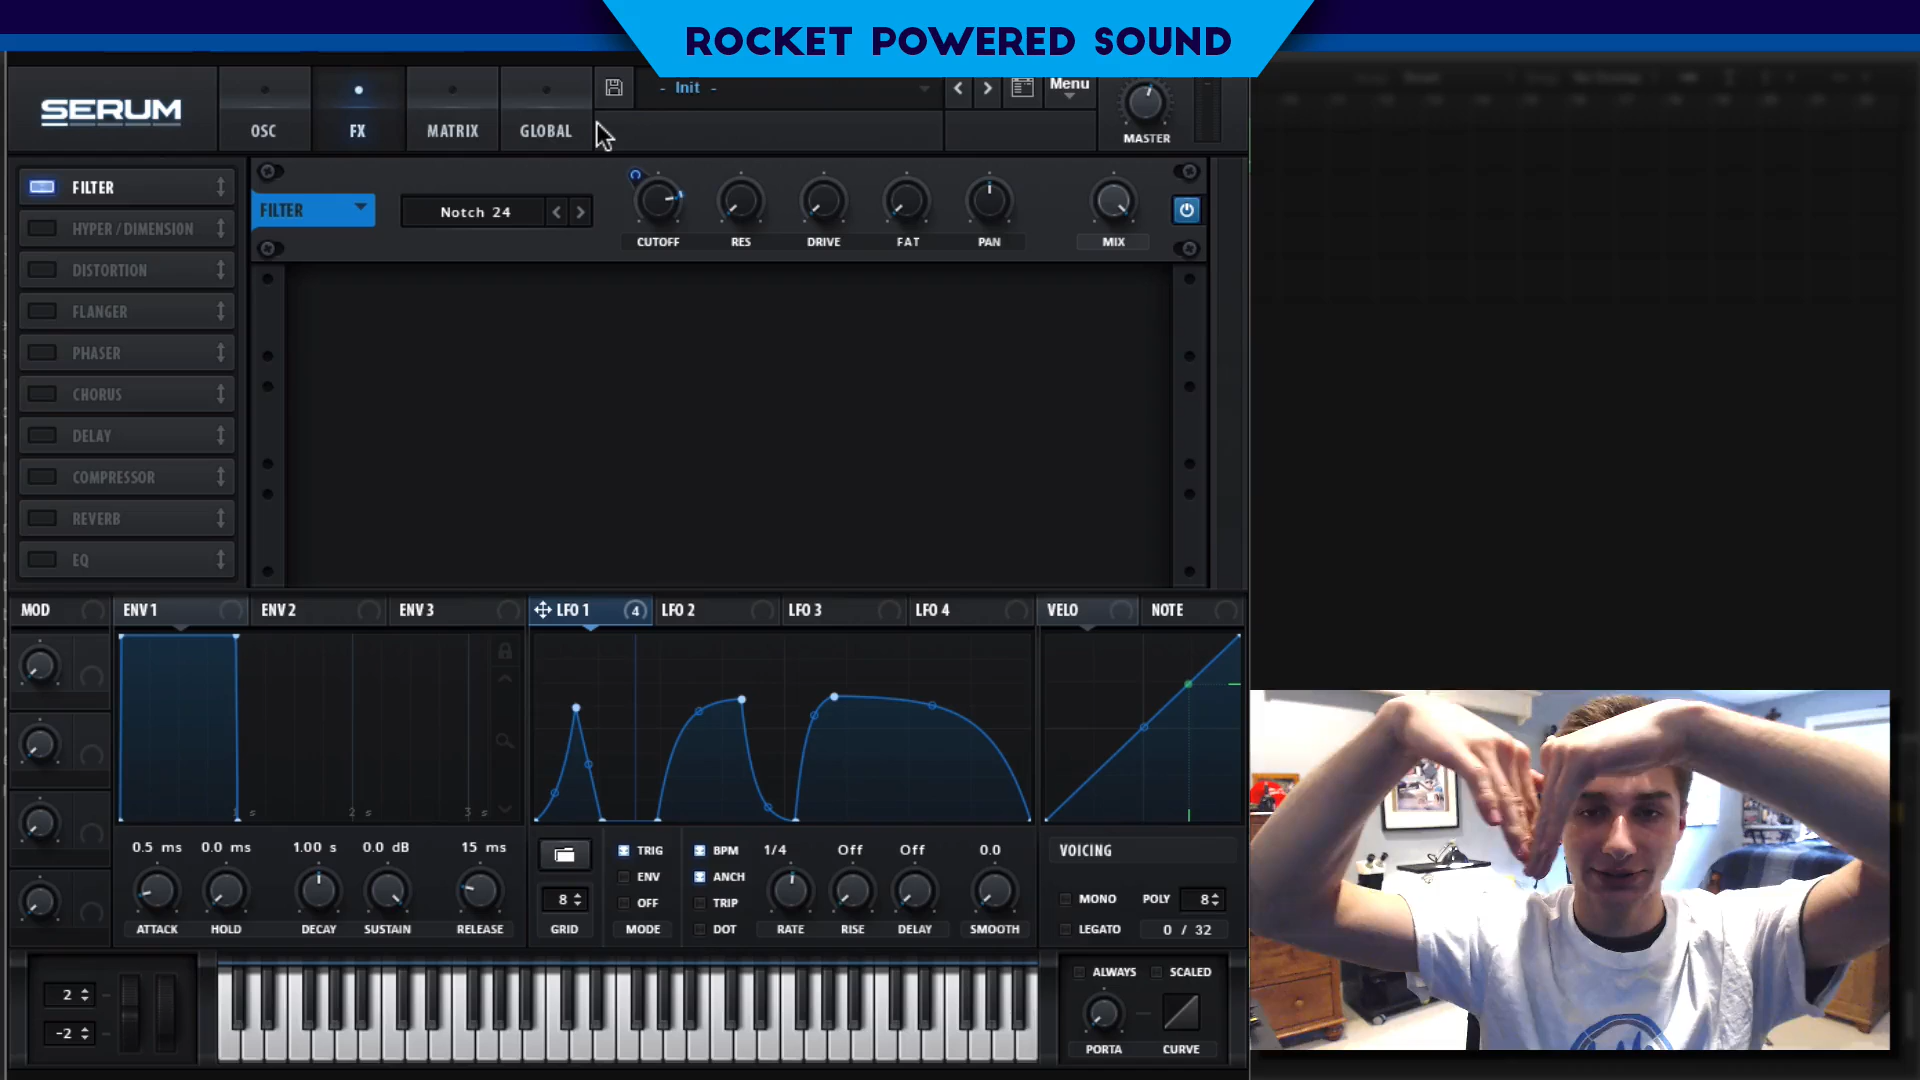 ROCKET POWERED SOUND
SERUM
OSC
FX
MATRIX
GLOBAL
- Init -
Menu
MASTER
FILTER
HYPER / DIMENSION
DISTORTION
FLANGER
PHASER
CHORUS
DELAY
COMPRESSOR
REVERB
EQ
FILTER
Notch 24
CUTOFF
RES
DRIVE
FAT
PAN
MIX
MOD
ENV 1
ENV 2
ENV 3
LFO 1
4
LFO 2
LFO 3
LFO 4
VELO
NOTE
1 s
2 s
3 s
0.5 ms
0.0 ms
1.00 s
0.0 dB
15 ms
ATTACK
HOLD
DECAY
SUSTAIN
RELEASE
8
GRID
TRIG
ENV
OFF
MODE
BPM
ANCH
TRIP
DOT
1/4
Off
Off
0.0
RATE
RISE
DELAY
SMOOTH
VOICING
MONO
POLY
8
LEGATO
0 / 32
2
-2
ALWAYS
SCALED
PORTA
CURVE